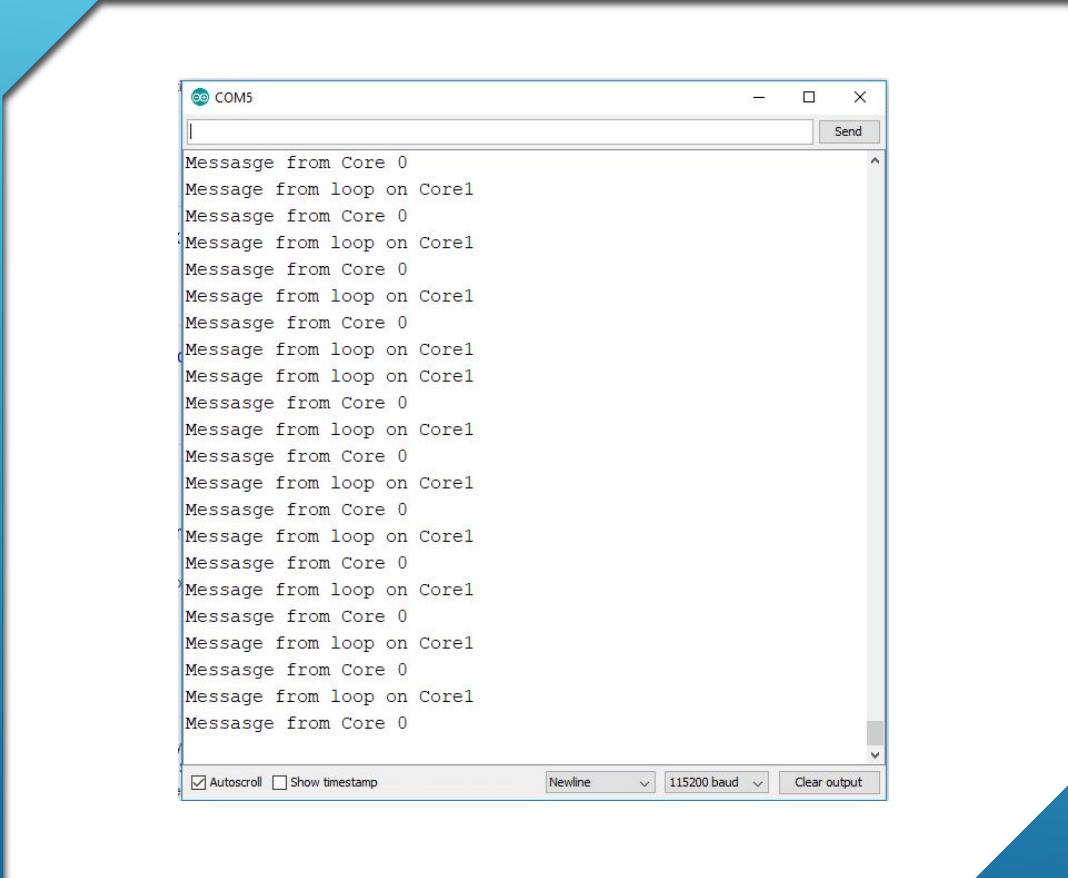 COM5
Send
Messasge from Core 0
Message from loop on Core1
Messasge from Core 0
Message from loop on Core1
Messasge from Core 0
Message from loop on Core1
Messasge from Core 0
Message from loop on Core1
Message from loop on Core1
Messasge from Core 0
Message from loop on Core1
Messasge from Core 0
Message from loop on Core1
Messasge from Core 0
Message from loop on Core1
Messasge from Core 0
Message from loop on Core1
Messasge from Core 0
Message from loop on Core1
Messasge from Core 0
Message from loop on Core1
Messasge from Core 0
Autoscroll Show timestamp Newline 115200 baud Clear output